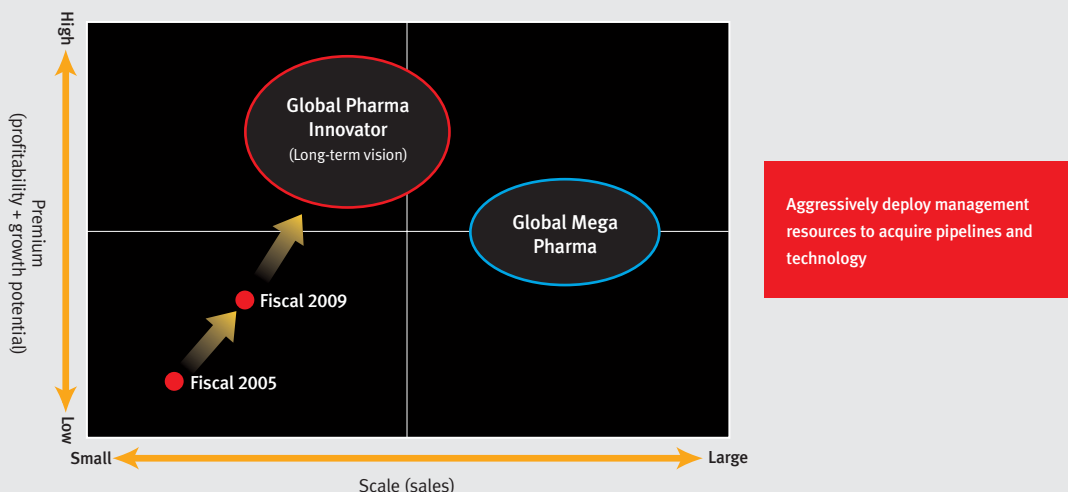 High
Premium
(profitability + growth potential)
Low
Global Pharma
Innovator
(Long-term vision)
Global Mega
Pharma
Fiscal 2009
Fiscal 2005
Small
Large
Scale (sales)
Aggressively deploy management
resources to acquire pipelines and
technology